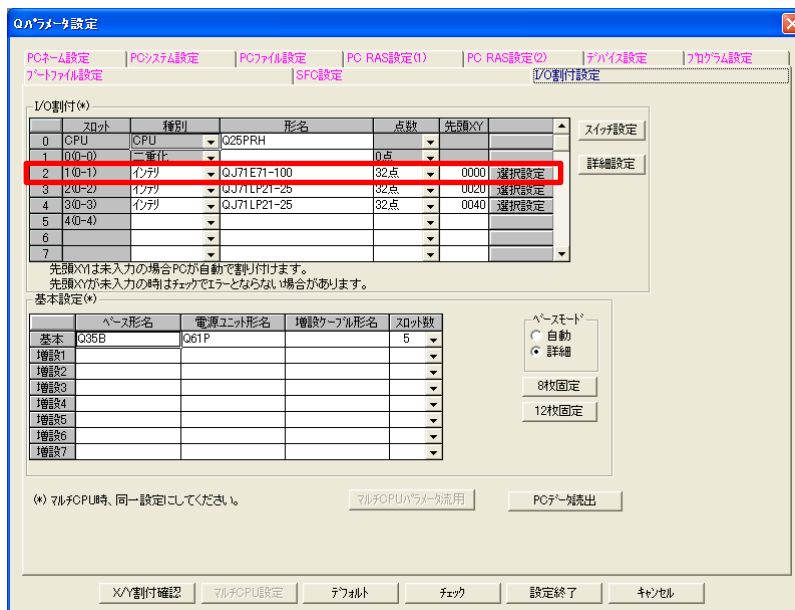 Qパラメータ設定
PCネーム設定 PCシステム設定 PCファイル設定 PC RAS設定(1) PC RAS設定(2) デバイス設定 プログラム設定
ブートファイル設定 SFC設定 I/O割付設定
I/O割付(*)
スロット 種別 形名 点数 先頭XY
0 CPU CPU Q25PRH
1 0(0-0) 二重化 0点
2 1(0-1) インテリ QJ71E71-100 32点 0000 選択設定
3 2(0-2) インテリ QJ71LP21-25 32点 0020 選択設定
4 3(0-3) インテリ QJ71LP21-25 32点 0040 選択設定
5 4(0-4)
6
7
スイッチ設定
詳細設定
先頭XYは未入力の場合PCが自動で割り付けます。
先頭XYが未入力の時はチェックでエラーとならない場合があります。
基本設定(*)
ベース形名 電源ユニット形名 増設ケーブル形名 スロット数
基本 Q35B Q61P 5
増設1
増設2
増設3
増設4
増設5
増設6
増設7
ベースモード
自動
詳細
8枚固定
12枚固定
(*) マルチCPU時、同一設定にしてください。 マルチCPUパラメータ流用 PCデータ読出
X/Y割付確認 マルチCPU設定 デフォルト チェック 設定終了 キャンセル